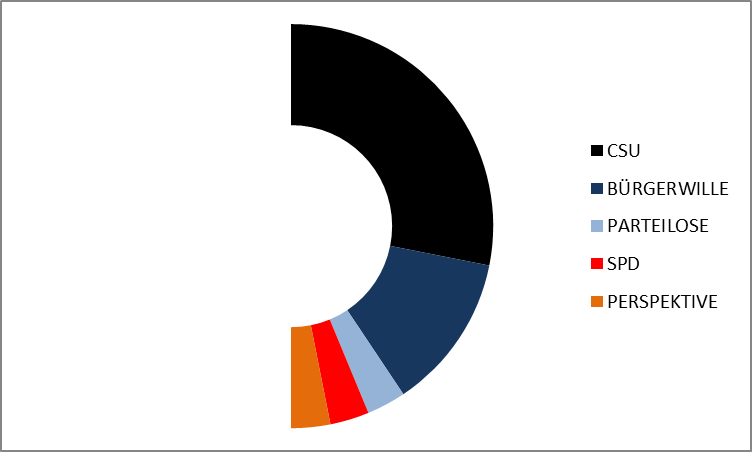 CSU
BÜRGERWILLE
PARTEILOSE
SPD
PERSPEKTIVE